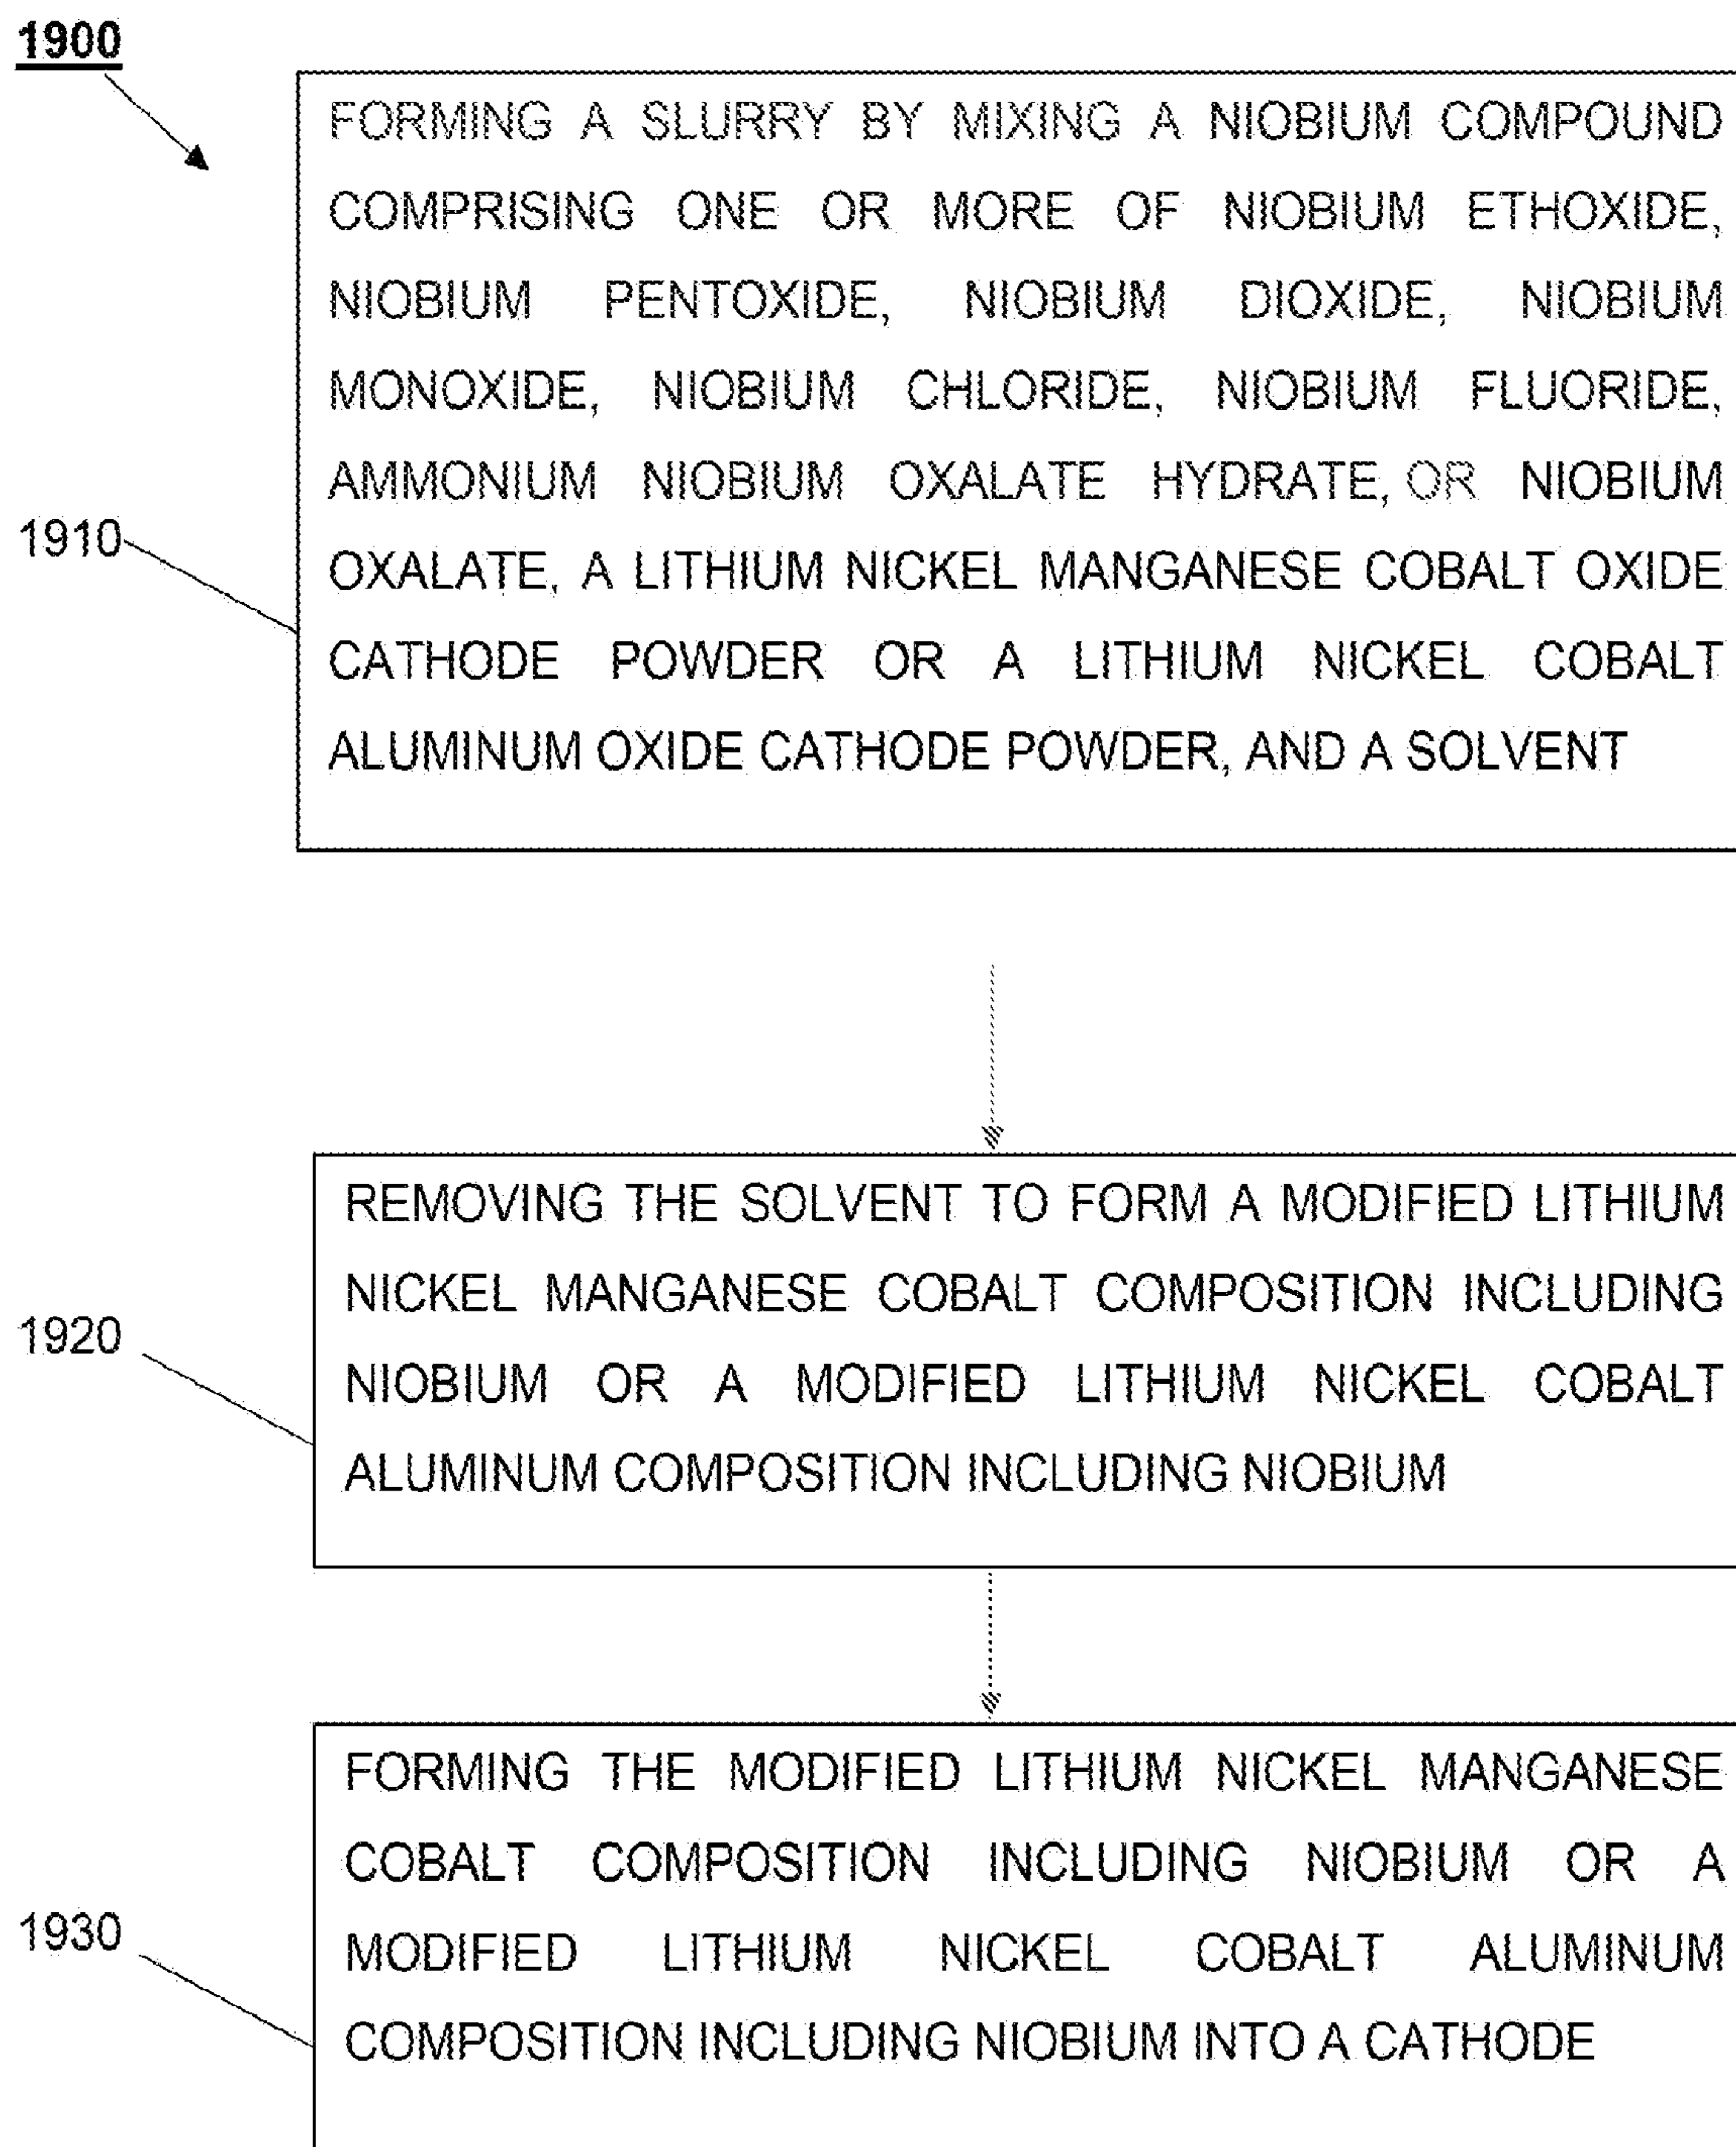 1900
FORMING A SLURRY BY MIXING A NIOBIUM COMPOUND
COMPRISING ONE OR MORE OF NIOBIUM ETHOXIDE,
NIOBIUM PENTOXIDE, NIOBIUM DIOXIDE, NIOBIUM
MONOXIDE, NIOBIUM CHLORIDE, NIOBIUM FLUORIDE,
AMMONIUM NIOBIUM OXALATE HYDRATE, OR NIOBIUM
OXALATE, A LITHIUM NICKEL MANGANESE COBALT OXIDE
CATHODE POWDER OR A LITHIUM NICKEL COBALT
ALUMINUM OXIDE CATHODE POWDER, AND A SOLVENT
1910
REMOVING THE SOLVENT TO FORM A MODIFIED LITHIUM
NICKEL MANGANESE COBALT COMPOSITION INCLUDING
NIOBIUM OR A MODIFIED LITHIUM NICKEL COBALT
ALUMINUM COMPOSITION INCLUDING NIOBIUM
1920
FORMING THE MODIFIED LITHIUM NICKEL MANGANESE
COBALT COMPOSITION INCLUDING NIOBIUM OR A
MODIFIED LITHIUM NICKEL COBALT ALUMINUM
COMPOSITION INCLUDING NIOBIUM INTO A CATHODE
1930